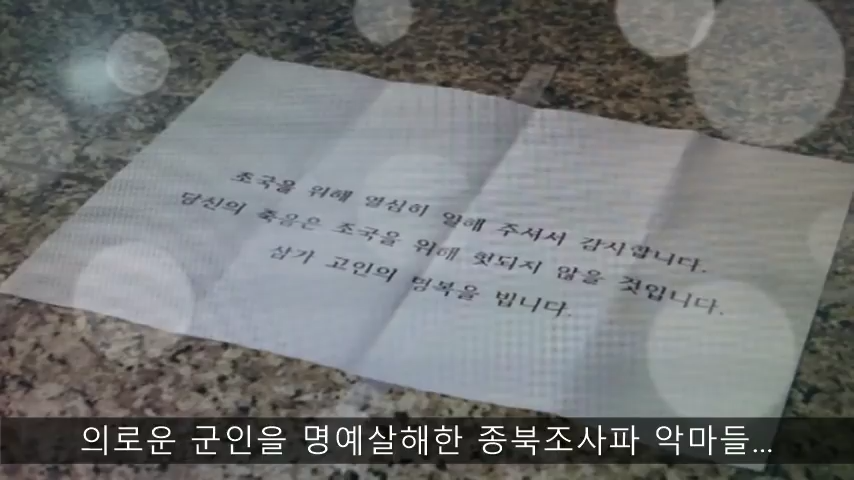 조국을 위해 열심히 일해 주셔서 감사합니다.
당신의 죽음은 조국을 위해 헛되지 않을 것입니다.
삼가 고인의 명복을 빕니다.
의로운 군인을 명예살해한 종북조사파 악마들...